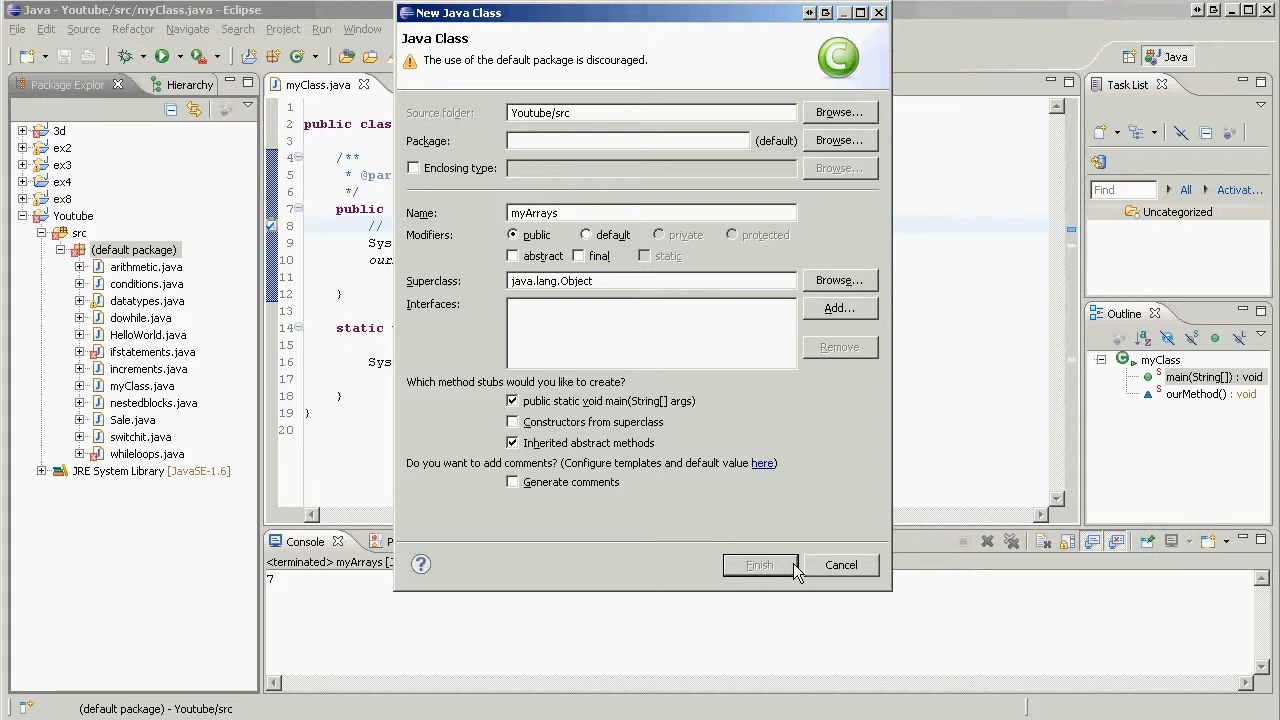 Java - Youtube/src/myClass.java - Eclipse
File Edit Source Refactor Search Project Run Window
New Java Class
Java Class
The use of the default package is discouraged.
Source folder: Youtube/src Browse...
Package: (default) Browse...
Enclosing type: Browse...
Name: myArrays
Modifiers: public default private protected
abstract final static
Superclass: java.lang.Object Browse...
Interfaces: Add...
Remove
Which method stubs would you like to create?
public static void main(String[] args)
Constructors from superclass
Inherited abstract methods
Do you want to add comments? (Configure templates and default value here)
Generate comments
Finish Cancel
Package Explor Hierarchy
3d
ex2
ex3
ex4
ex6
Youtube
src
(default package)
arithmetic.java
conditions.java
datatypes.java
dowhile.java
HelloWorld.java
ifstatements.java
increments.java
myClass.java
nestedblocks.java
Sale.java
switchit.java
whileloops.java
JRE System Library [JavaSE-1.6]
myClass.java
1
2 public clas
3
4 /**
5 * @par
6 */
7 public
8 //
9 Sys
10 our
11
12 }
13
14 static
15
16 Sys
17
18 }
19 }
20
Java
Task List
Find All Activat...
Uncategorized
Outline
myClass
main(String[]) : void
ourMethod() : void
Console
<terminated> myArrays [J
7
(default package) - Youtube/src